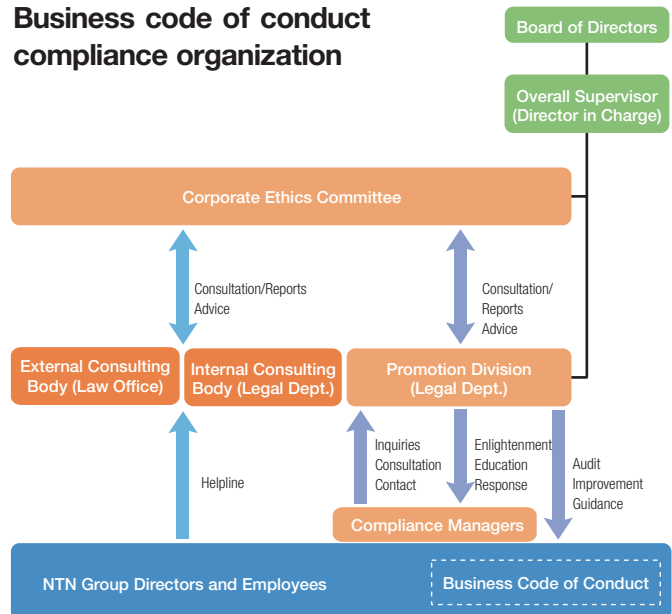 Business code of conduct
compliance organization
Board of Directors
Overall Supervisor
(Director in Charge)
Corporate Ethics Committee
Consultation/Reports
Advice
Consultation/
Reports
Advice
External Consulting
Body (Law Office)
Internal Consulting
Body (Legal Dept.)
Promotion Division
(Legal Dept.)
Helpline
Inquiries
Consultation
Contact
Enlightenment
Education
Response
Audit
Improvement
Guidance
Compliance Managers
NTN Group Directors and Employees
Business Code of Conduct